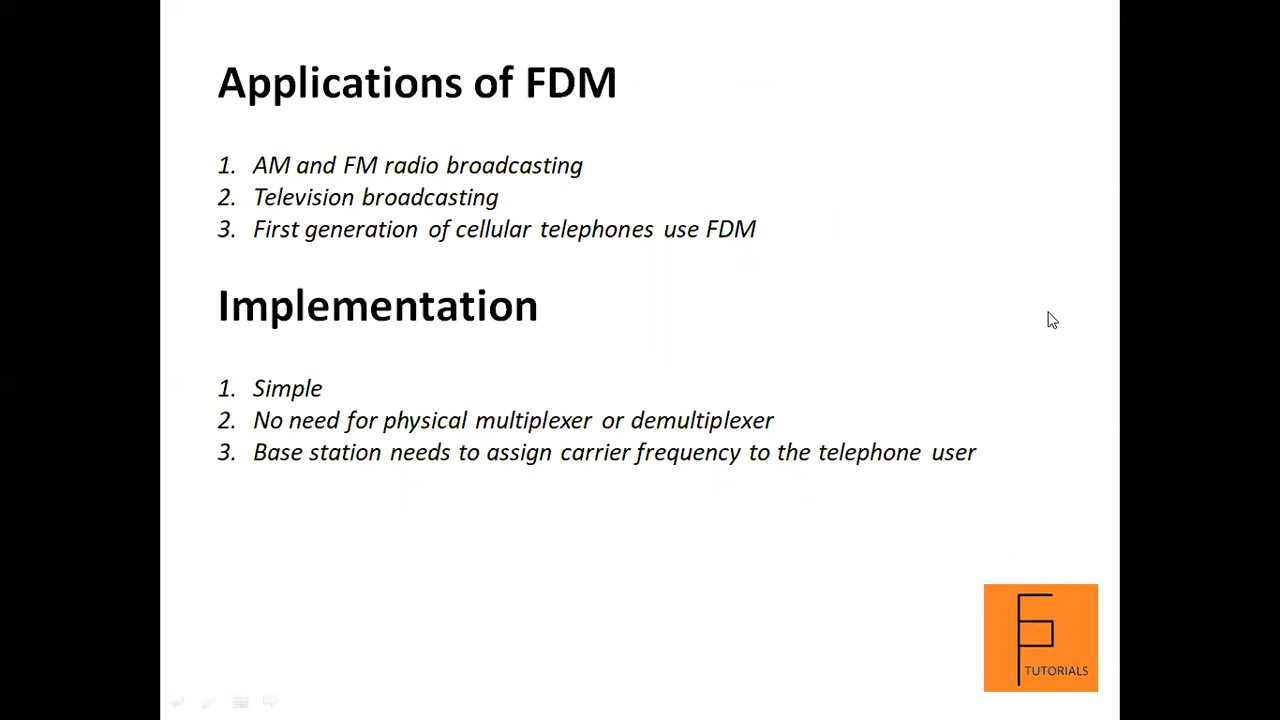 Applications of FDM
1. AM and FM radio broadcasting
2. Television broadcasting
3. First generation of cellular telephones use FDM
Implementation
1. Simple
2. No need for physical multiplexer or demultiplexer
3. Base station needs to assign carrier frequency to the telephone user
TUTORIALS